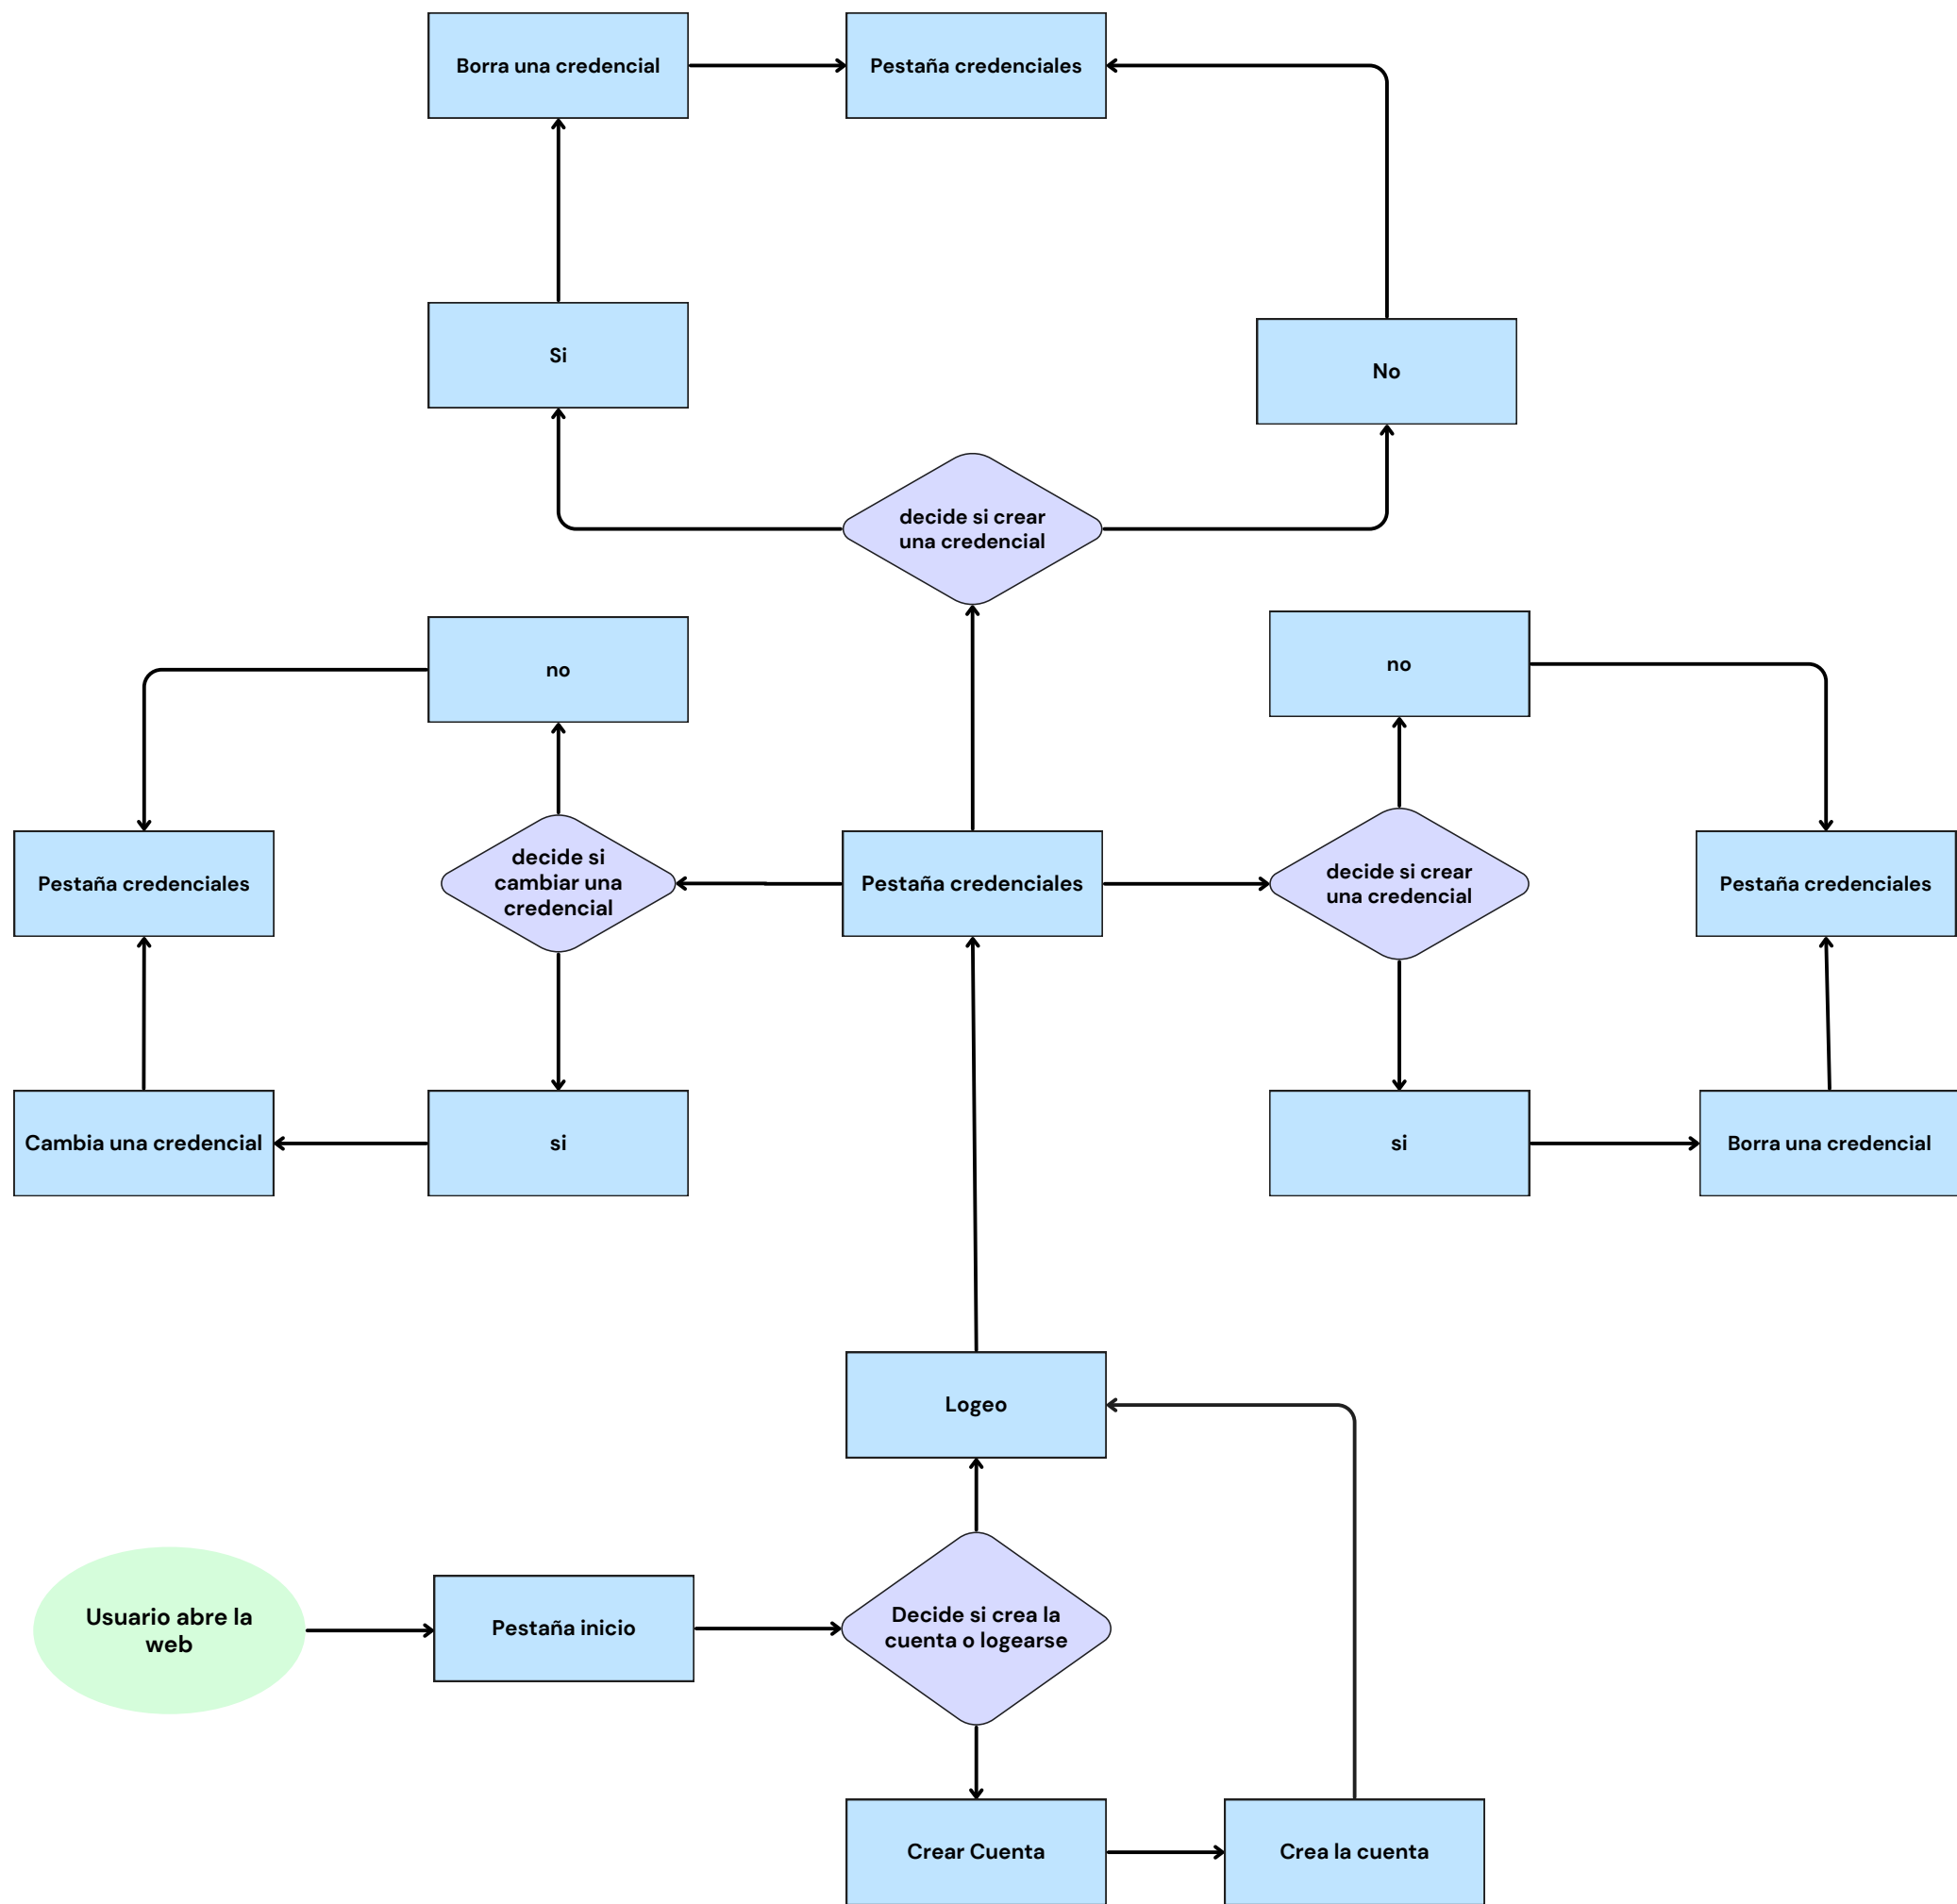 Borra una credencial
Pestaña credenciales
Si
No
decide si crear
una credencial
no
no
Pestaña credenciales
decide si
cambiar una
credencial
Pestaña credenciales
decide si crear
una credencial
Pestaña credenciales
Cambia una credencial
si
si
Borra una credencial
Logeo
Usuario abre la
web
Pestaña inicio
Decide si crea la
cuenta o logearse
Crear Cuenta
Crea la cuenta